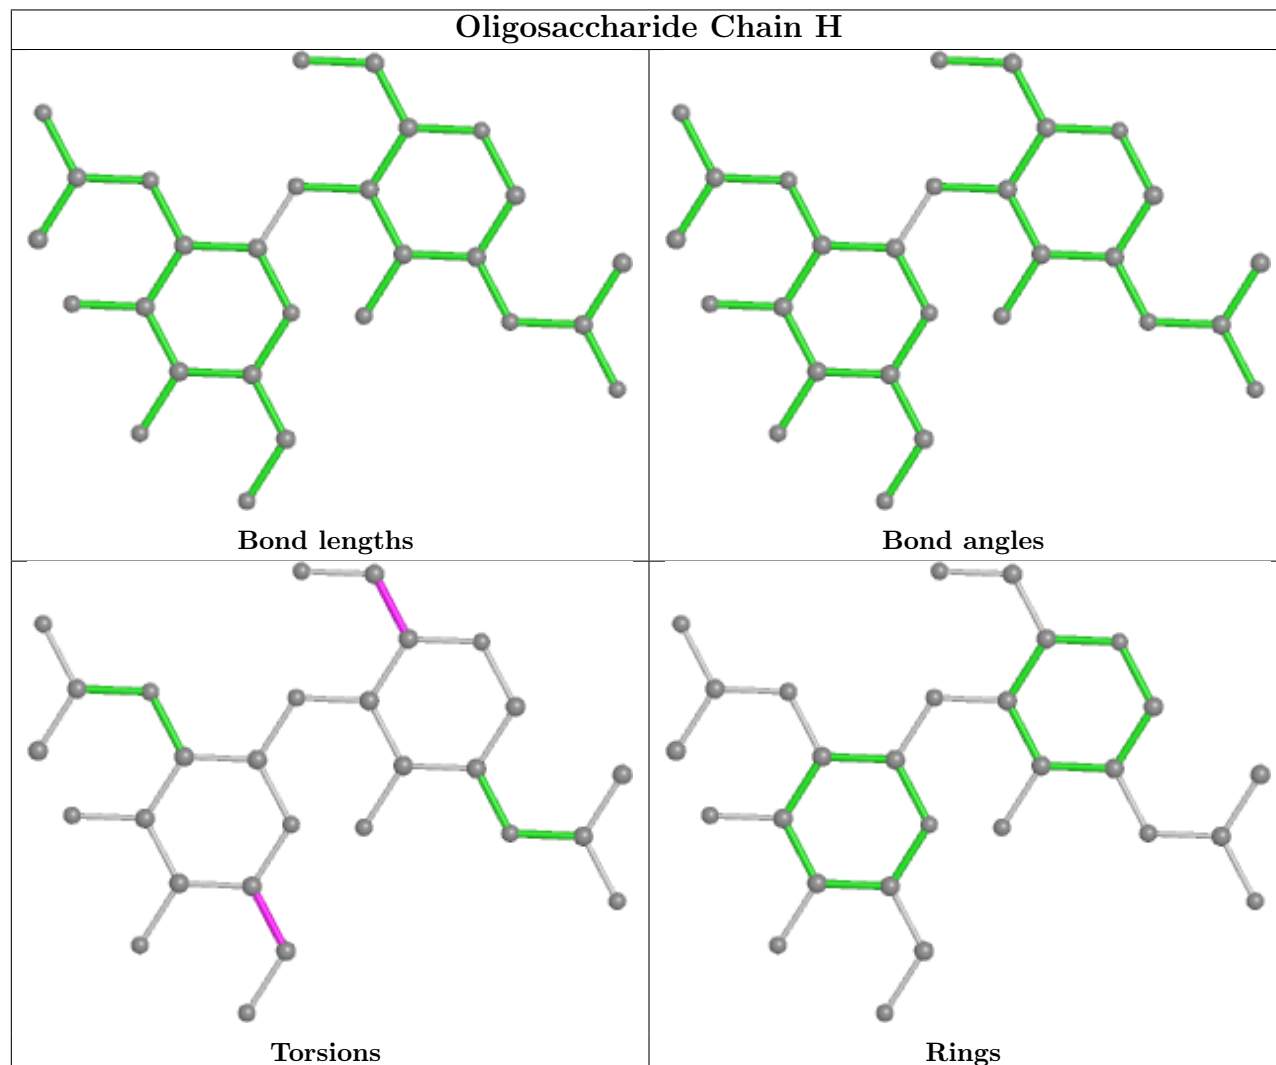 Oligosaccharide Chain H
Bond lengths
Bond angles
Torsions
Rings